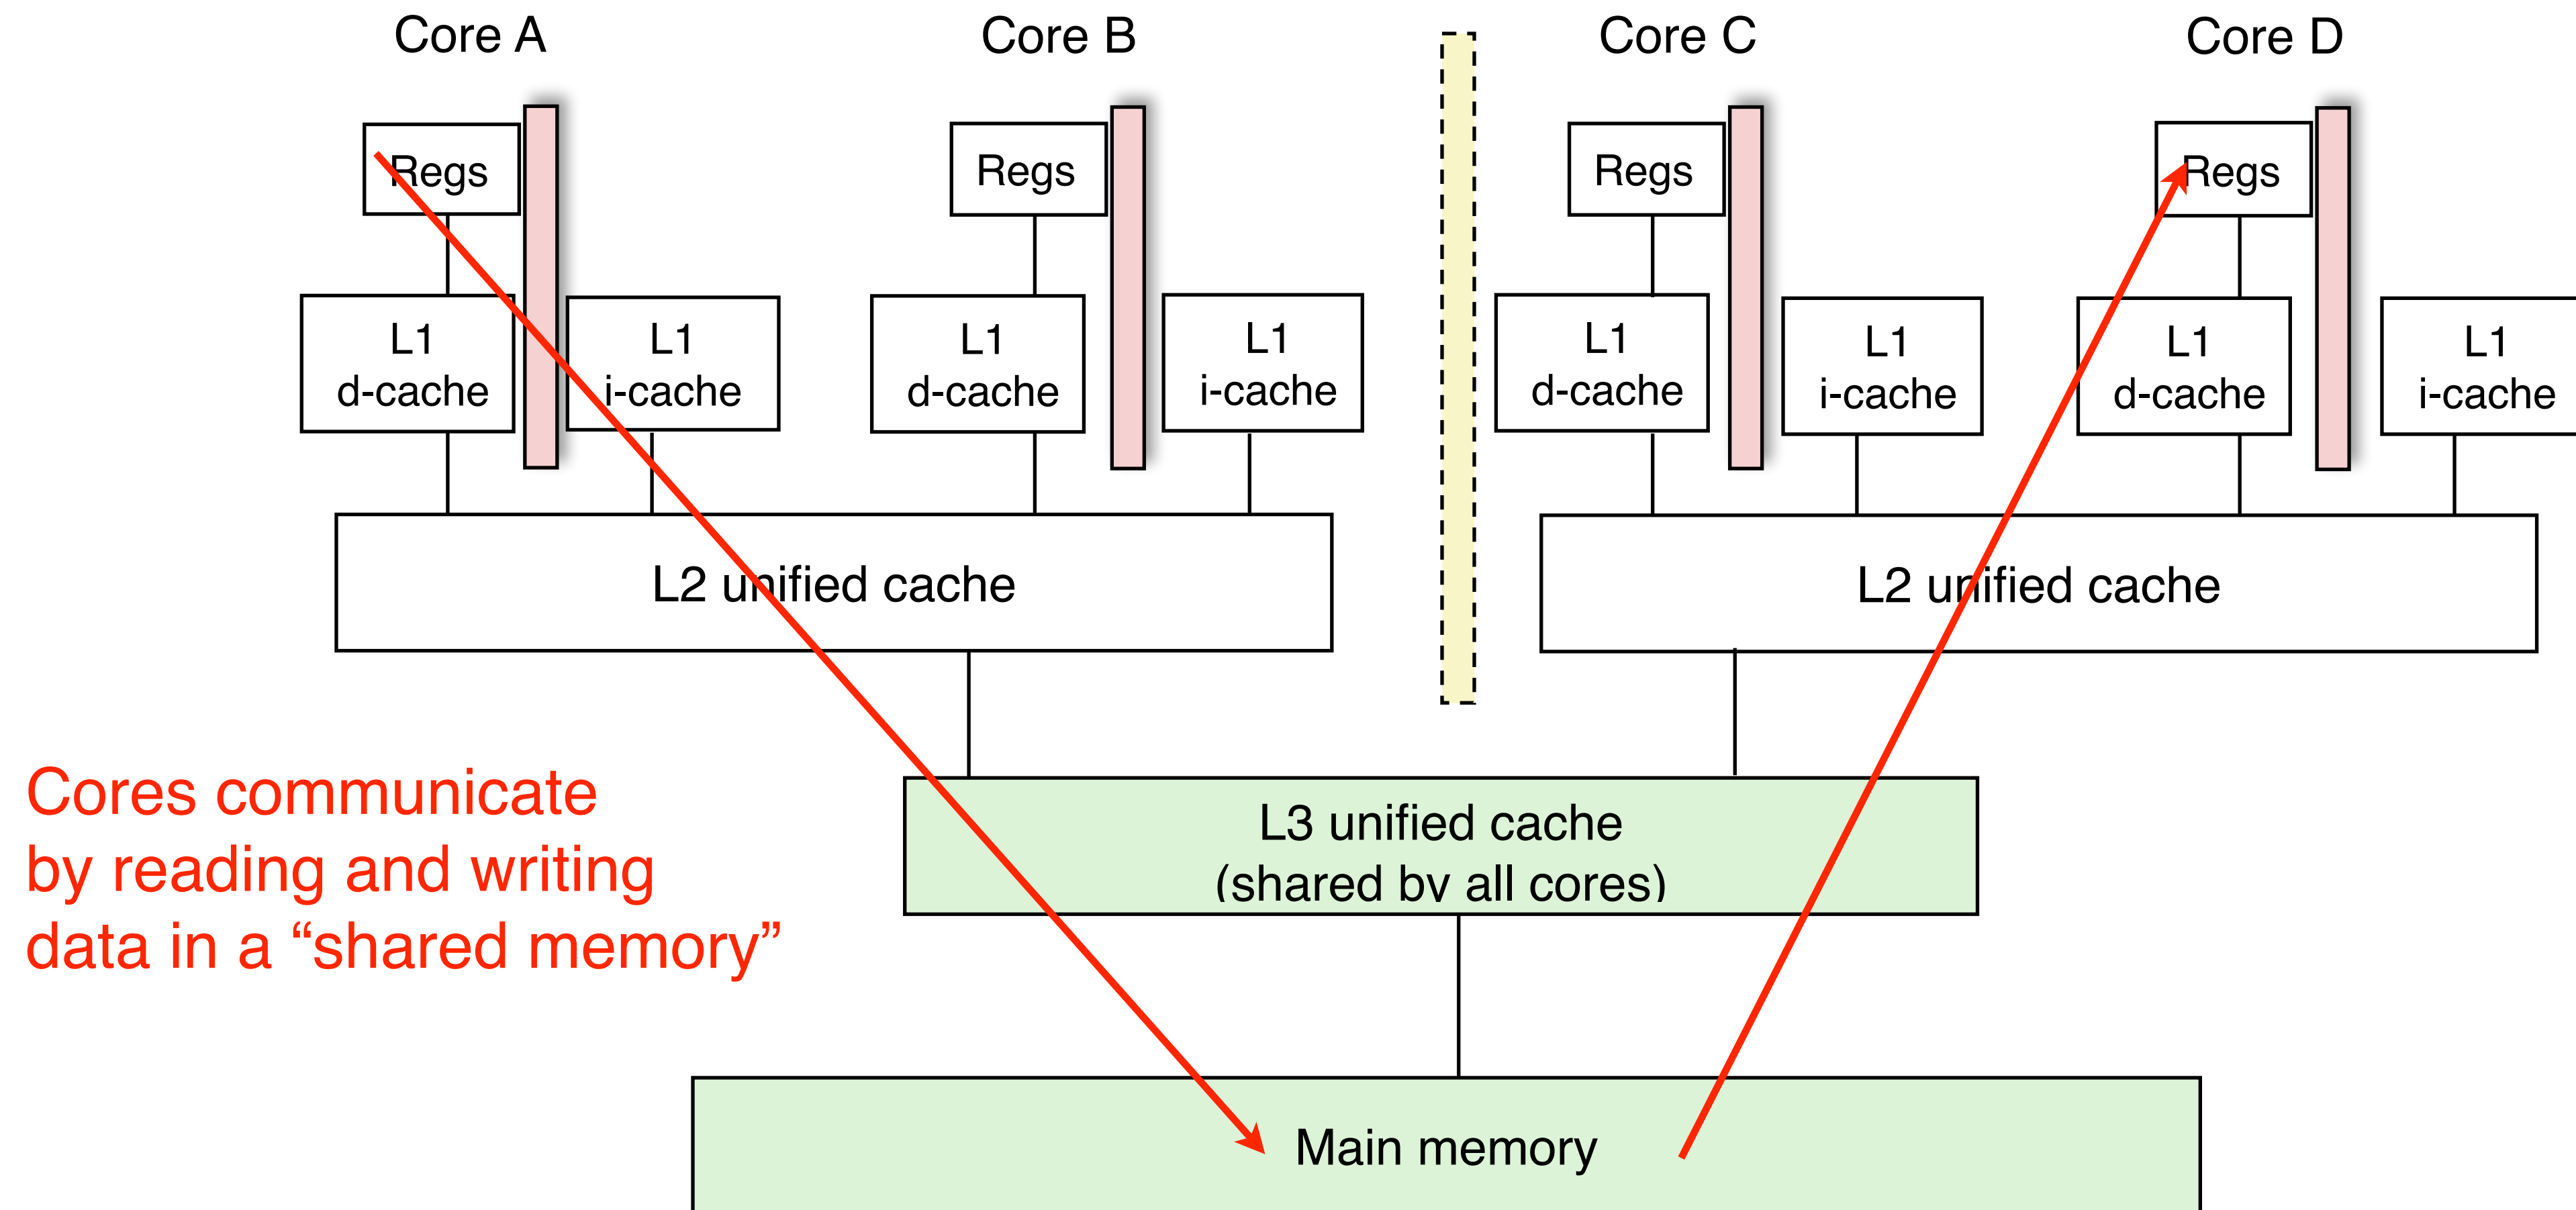 Core A
Core B
Core C
Core D
Regs
Regs
Regs
Regs
L1
d-cache
L1
i-cache
L1
d-cache
L1
i-cache
L1
d-cache
L1
i-cache
L1
d-cache
L1
i-cache
L2 unified cache
L2 unified cache
Cores communicate
by reading and writing
data in a “shared memory”
L3 unified cache
(shared by all cores)
Main memory